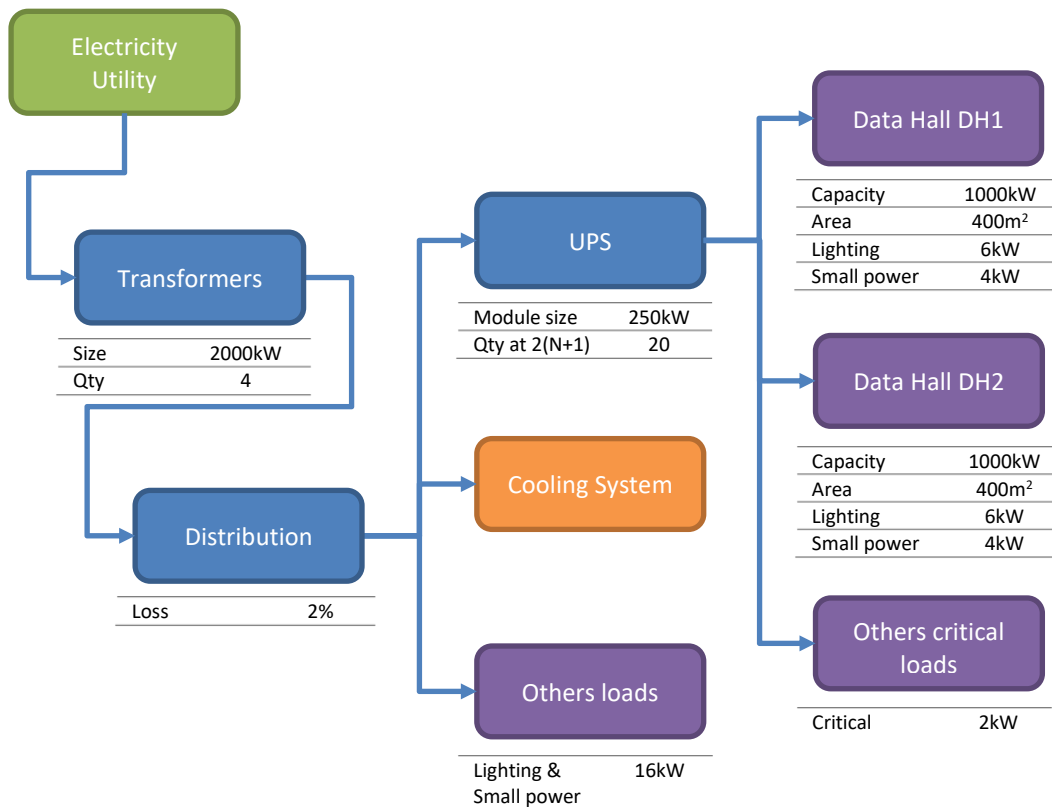 Electricity
Utility
Transformers
Size 2000kW
Qty 4
Distribution
Loss 2%
UPS
Module size 250kW
Qty at 2(N+1) 20
Cooling System
Others loads
Lighting & 16kW
Small power
Data Hall DH1
Capacity 1000kW
Area 400m²
Lighting 6kW
Small power 4kW
Data Hall DH2
Capacity 1000kW
Area 400m²
Lighting 6kW
Small power 4kW
Others critical
loads
Critical 2kW